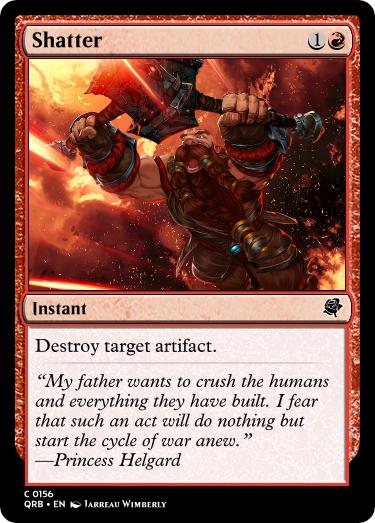 Shatter 1
Instant
Destroy target artifact.
“My father wants to crush the humans
and everything they have built. I fear
that such an act will do nothing but
start the cycle of war anew.”
—Princess Helgard
C 0156
QRB • EN Jarreau Wimberly